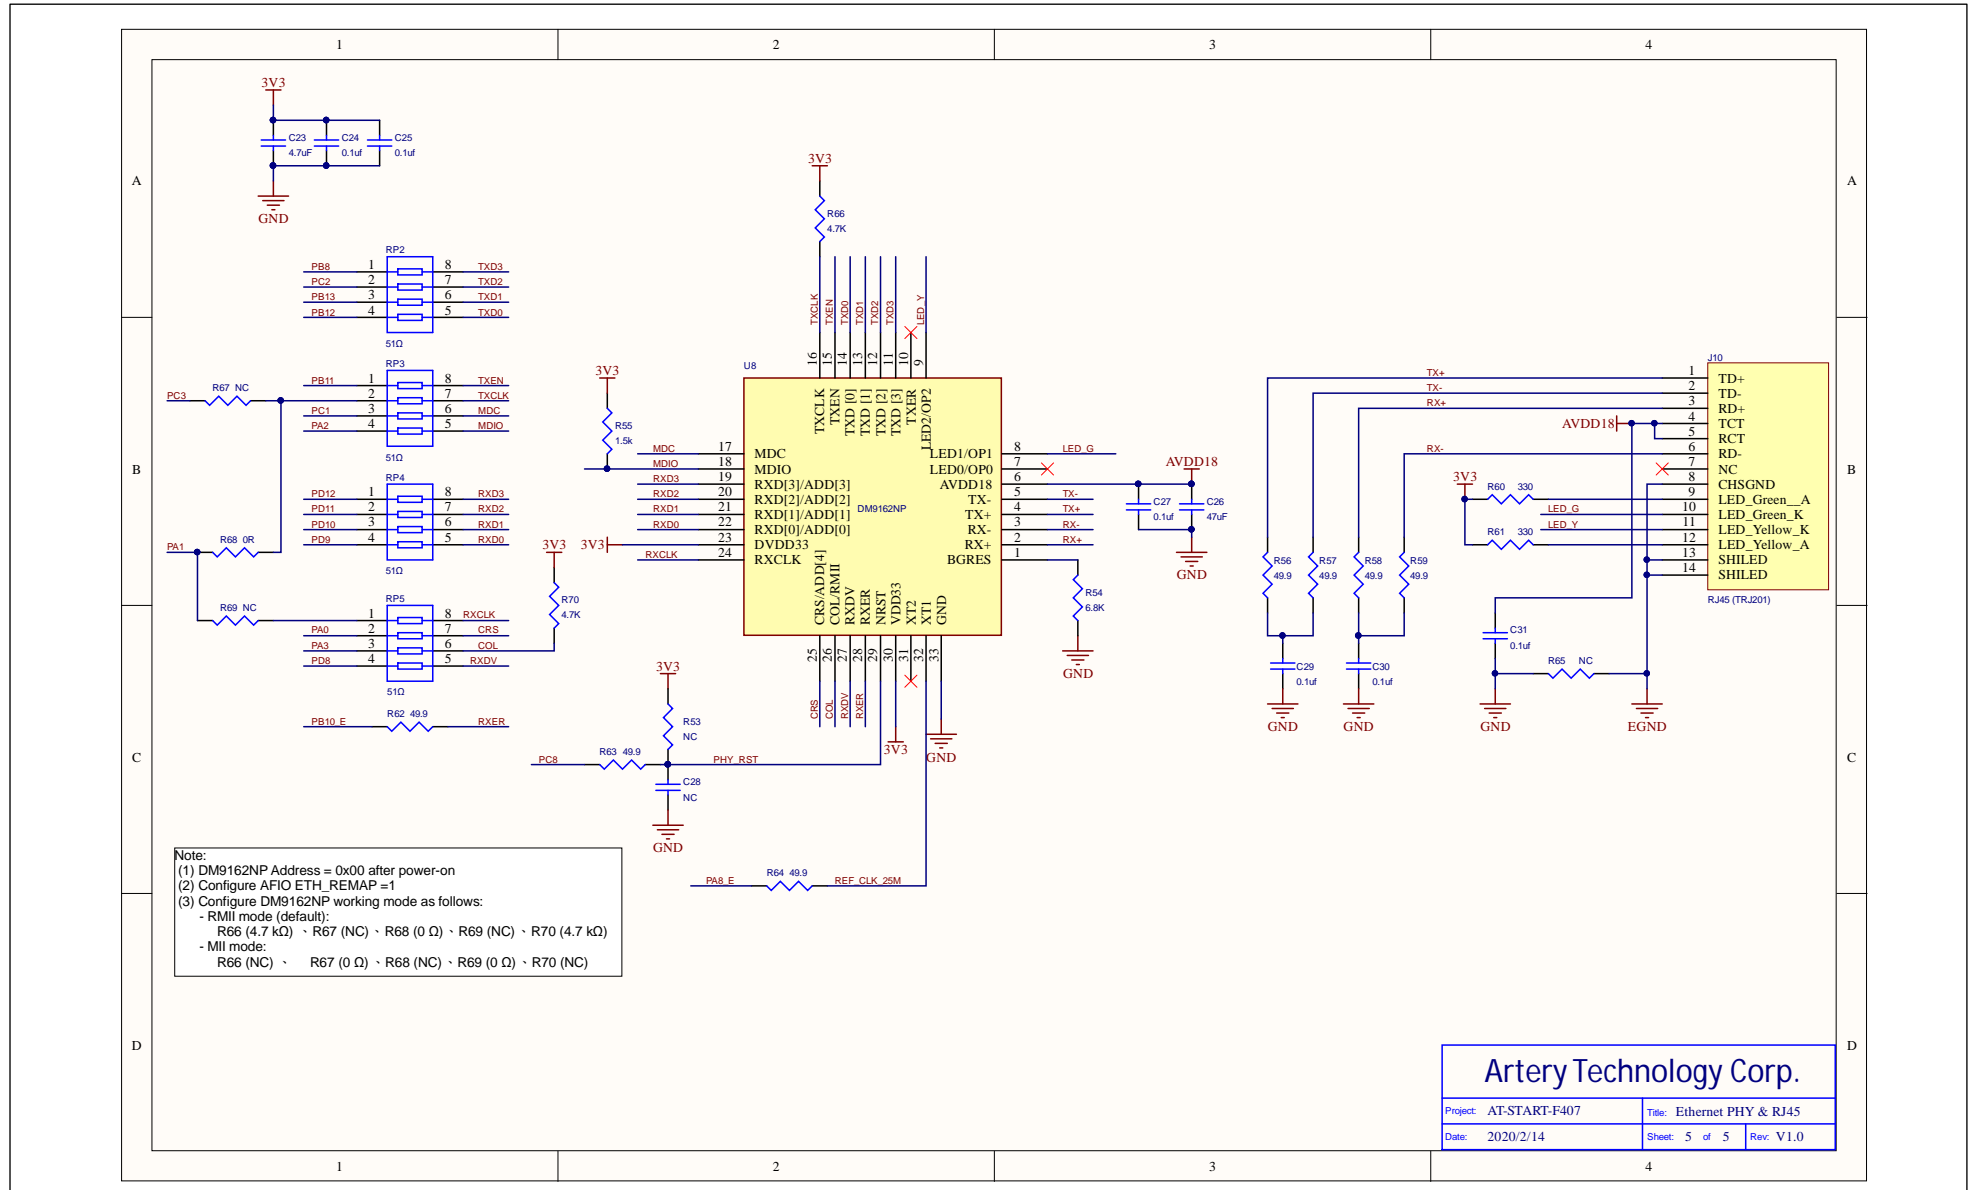 1 2 3 4
3V3
C23 C24 C25
4.7uF 0.1uf 0.1uf
GND
A A
3V3
R66
4.7K
TXCLK TXEN TXD0 TXD1 TXD2 TXD3 LED_Y
RP2
PB8 1 8 TXD3
PC2 2 7 TXD2
PB13 3 6 TXD1
PB12 4 5 TXD0
51Ω
RP3
PC3 R67 NC
PB11 1 8 TXEN
2 7 TXCLK
PC1 3 6 MDC
PA2 4 5 MDIO
51Ω
RP4
PD12 1 8 RXD3
PD11 2 7 RXD2
PD10 3 6 RXD1
PD9 4 5 RXD0
51Ω
PA1 R68 0R
R69 NC
RP5
1 8 RXCLK
PA0 2 7 CRS
PA3 3 6 COL
PD8 4 5 RXDV
51Ω
PB10_E R62 49.9 RXER
3V3
R70
4.7K
B B
3V3
R55
1.5k
U8
16 15 14 13 12 11 10 9
TXCLK TXEN TXD [0] TXD [1] TXD [2] TXD [3] TXER LED2/OP2
MDC 17 MDC
MDIO 18 MDIO
RXD3 19 RXD[3]/ADD[3]
RXD2 20 RXD[2]/ADD[2]
RXD1 21 RXD[1]/ADD[1]
RXD0 22 RXD[0]/ADD[0]
3V3 23 DVDD33
RXCLK 24 RXCLK
DM9162NP
LED1/OP1 8 LED_G
LED0/OP0 7
AVDD18 6
TX- 5 TX-
TX+ 4 TX+
RX- 3 RX-
RX+ 2 RX+
BGRES 1
CRS/ADD[4] COL/RMII RXDV RXER NRST VDD33 XT2 XT1 GND
25 26 27 28 29 30 31 32 33
CRS COL RXDV RXER
3V3
GND
AVDD18
C27 C26
0.1uf 47uF
GND
R54
6.8K
GND
3V3
R53
NC
PC8 R63 49.9 PHY_RST
C28
NC
GND
PA8_E R64 49.9 REF_CLK_25M
J10
TX+ 1 TD+
TX- 2 TD-
RX+ 3 RD+
AVDD18 4 TCT
5 RCT
RX- 6 RD-
7 NC
3V3 8 CHSGND
R60 330 9 LED_Green__A
LED_G 10 LED_Green_K
LED_Y 11 LED_Yellow_K
R61 330 12 LED_Yellow_A
13 SHILED
14 SHILED
RJ45 (TRJ201)
R56 R57 R58 R59
49.9 49.9 49.9 49.9
C29 C30
0.1uf 0.1uf
GND GND
C31
0.1uf
R65 NC
GND EGND
C C
Note:
(1) DM9162NP Address = 0x00 after power-on
(2) Configure AFIO ETH_REMAP =1
(3) Configure DM9162NP working mode as follows:
- RMII mode (default):
R66 (4.7 kΩ) 、R67 (NC)、R68 (0 Ω)、R69 (NC)、R70 (4.7 kΩ)
- MII mode:
R66 (NC) 、 R67 (0 Ω)、R68 (NC)、R69 (0 Ω)、R70 (NC)
D D
Artery Technology Corp.
Project: AT-START-F407 Title: Ethernet PHY & RJ45
Date: 2020/2/14 Sheet: 5 of 5 Rev: V1.0
1 2 3 4